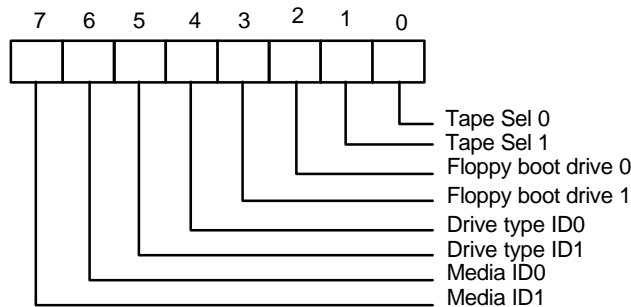 7 6 5 4 3 2 1 0
Tape Sel 0
Tape Sel 1
Floppy boot drive 0
Floppy boot drive 1
Drive type ID0
Drive type ID1
Media ID0
Media ID1